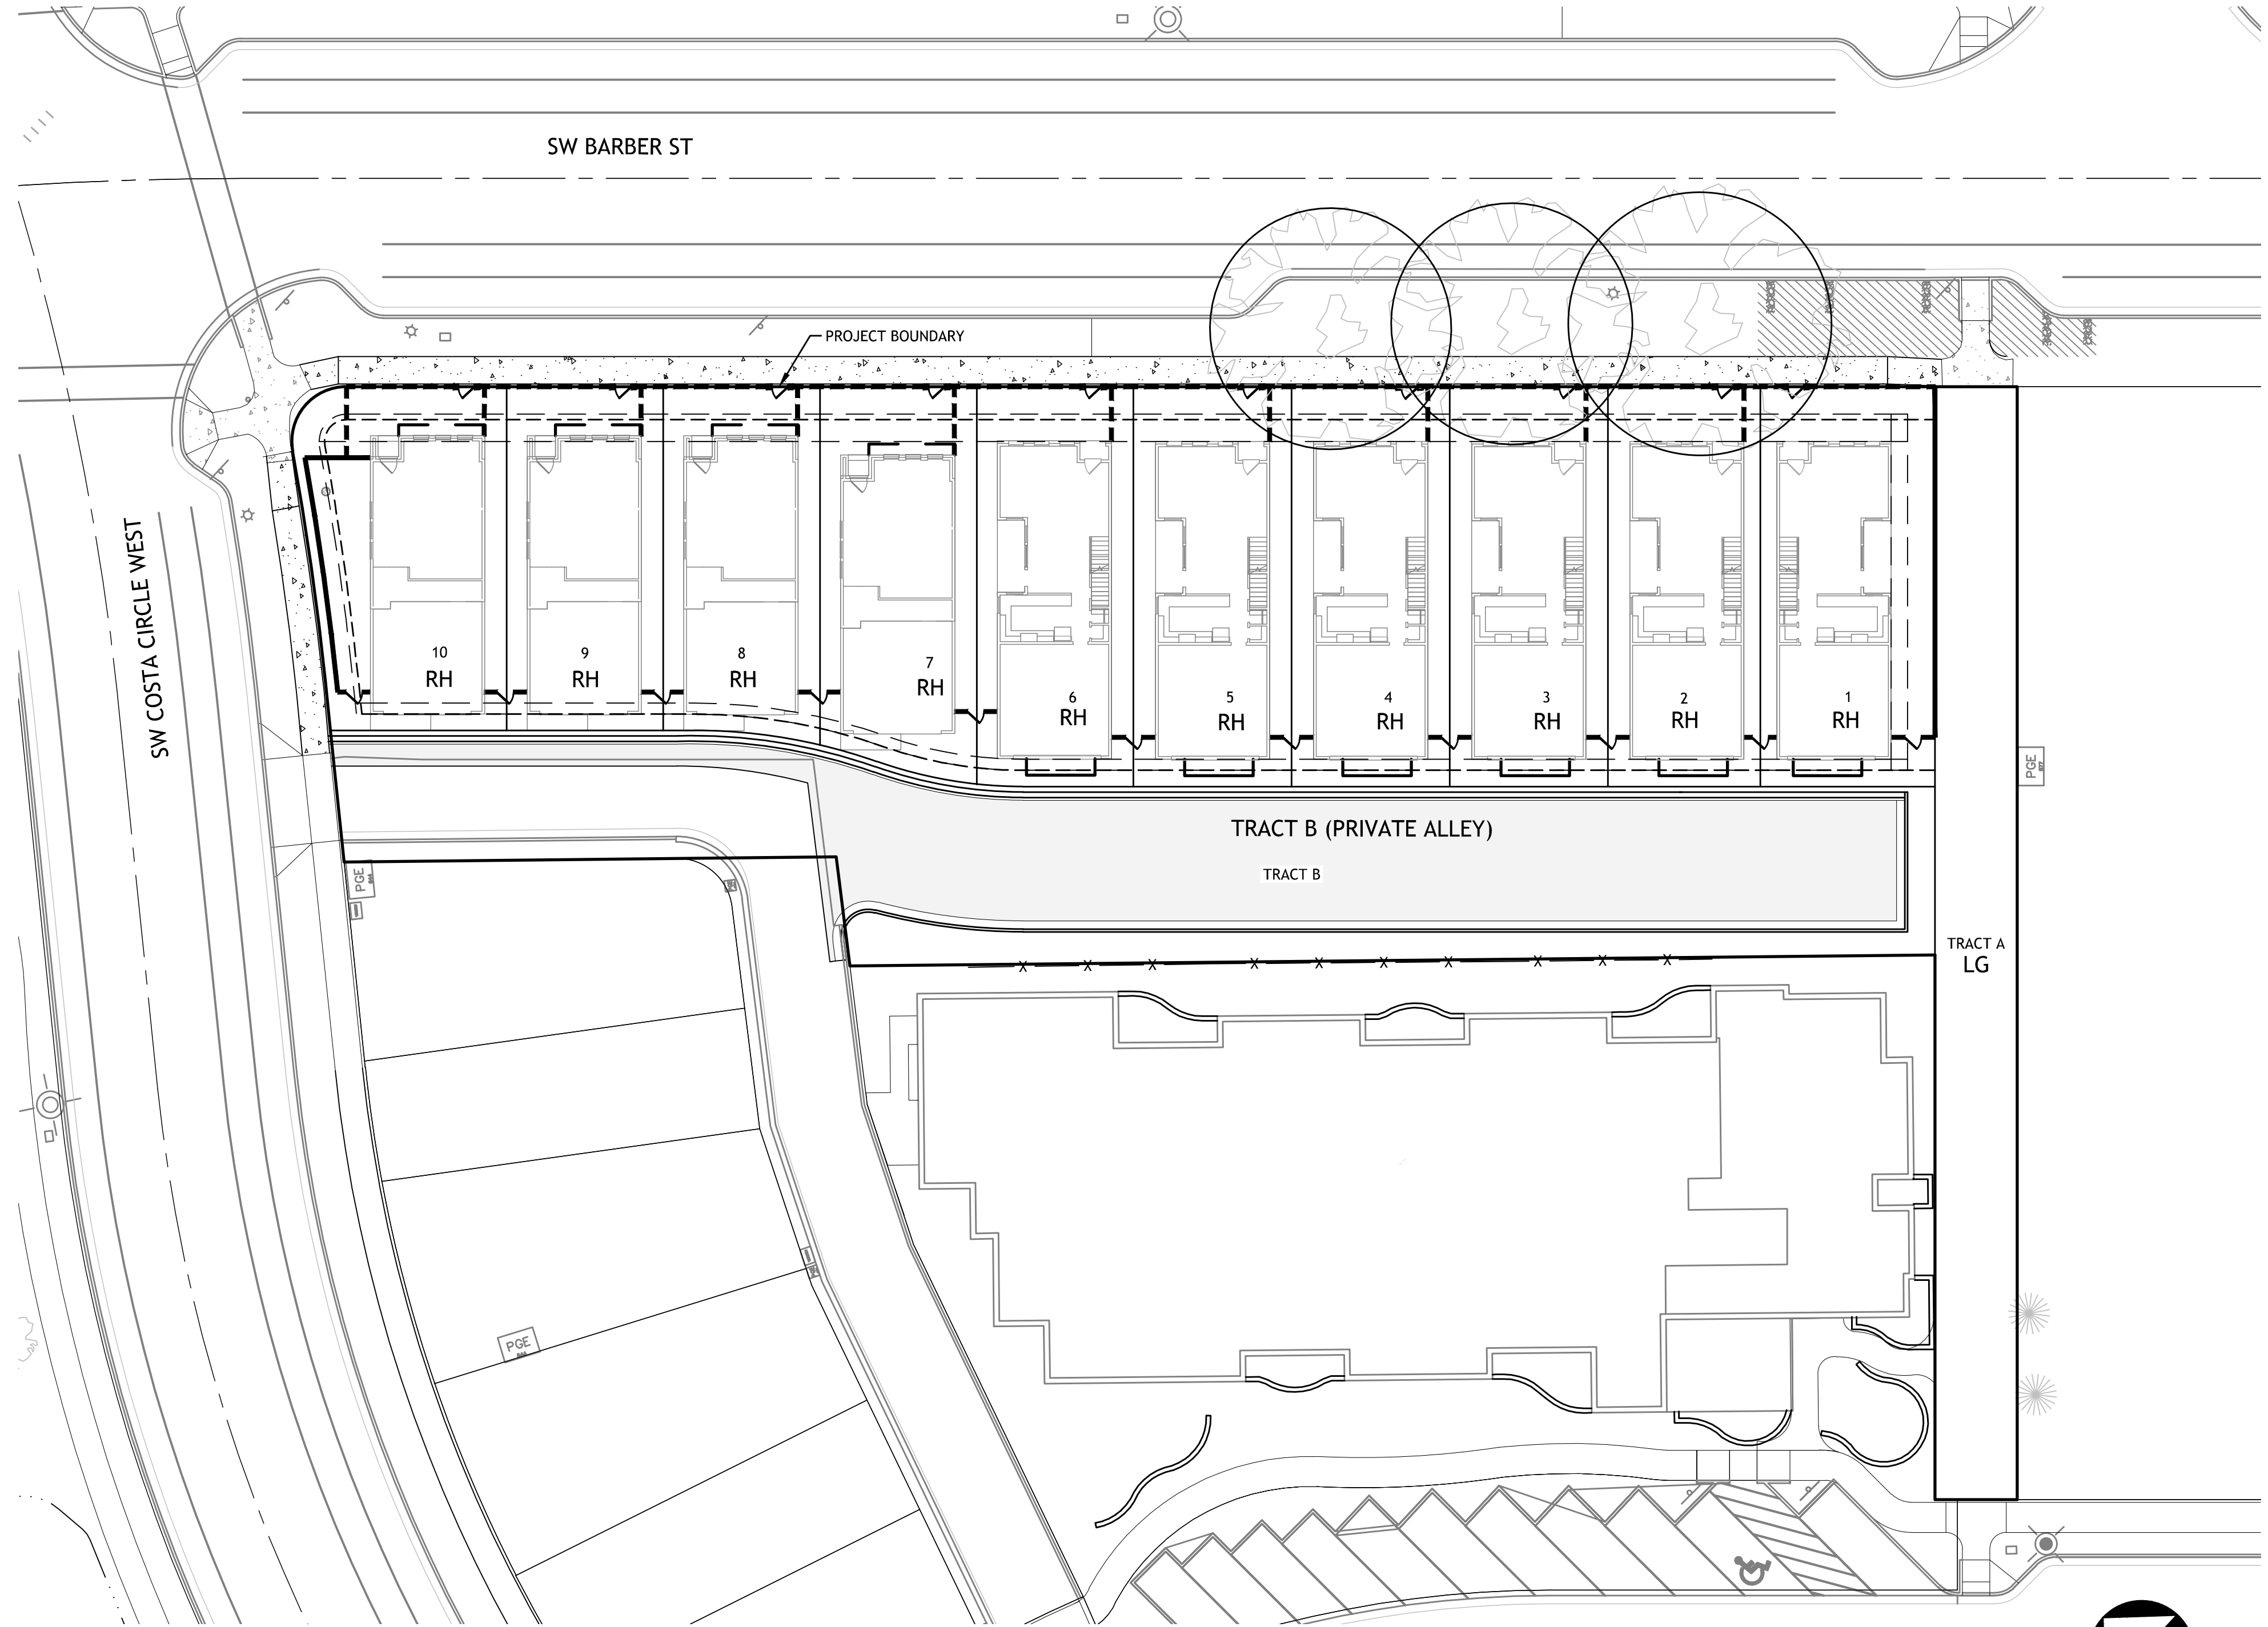 SW BARBER ST
PROJECT BOUNDARY
SW COSTA CIRCLE WEST
10
RH
9
RH
8
RH
7
RH
6
RH
5
RH
4
RH
3
RH
2
RH
1
RH
PGE
TRACT B (PRIVATE ALLEY)
TRACT B
PGE
TRACT A
LG
X X X X X X X X X X
PGE